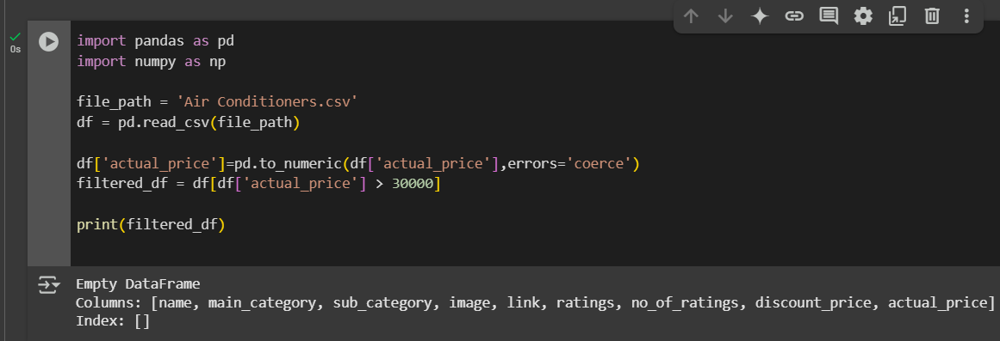 0s
import pandas as pd
import numpy as np
file_path = 'Air Conditioners.csv'
df = pd.read_csv(file_path)
df['actual_price']=pd.to_numeric(df['actual_price'],errors='coerce')
filtered_df = df[df['actual_price'] > 30000]
print(filtered_df)
Empty DataFrame
Columns: [name, main_category, sub_category, image, link, ratings, no_of_ratings, discount_price, actual_price]
Index: []